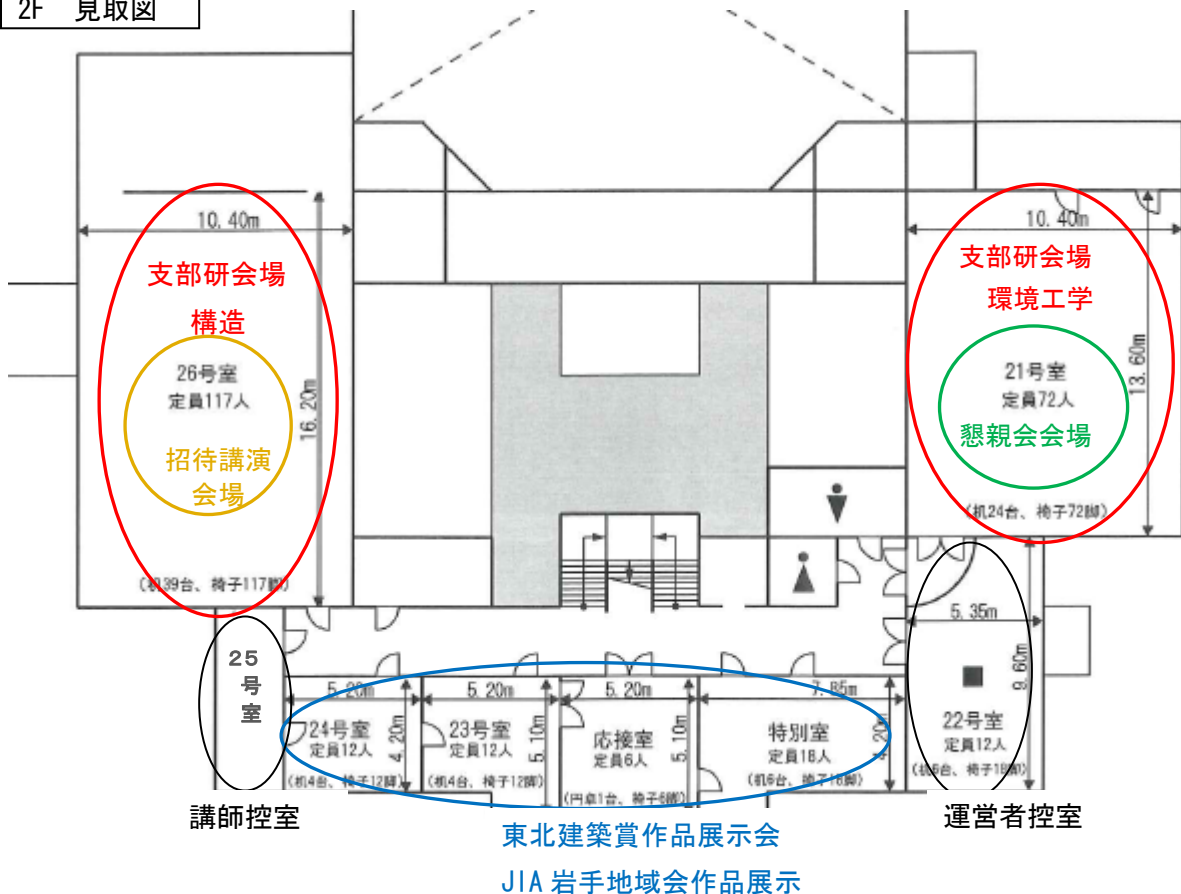 2F 見取図
10.40m
支部研会場
構造
26号室
定員117人
招待講演
会場
16.20m
(机39台、椅子117脚)
10.40m
支部研会場
環境工学
21号室
定員72人
懇親会会場
13.60m
(机24台、椅子72脚)
25
号
室
5.20m
24号室
定員12人
4.20m
(机4台、椅子12脚)
5.20m
23号室
定員12人
5.10m
(机4台、椅子12脚)
5.20m
応接室
定員6人
5.10m
(円卓1台、椅子6脚)
7.85m
特別室
定員18人
4.20m
(机6台、椅子18脚)
5.35m
9.60m
22号室
定員12人
(机6台、椅子18脚)
講師控室
東北建築賞作品展示会
JIA 岩手地域会作品展示
運営者控室